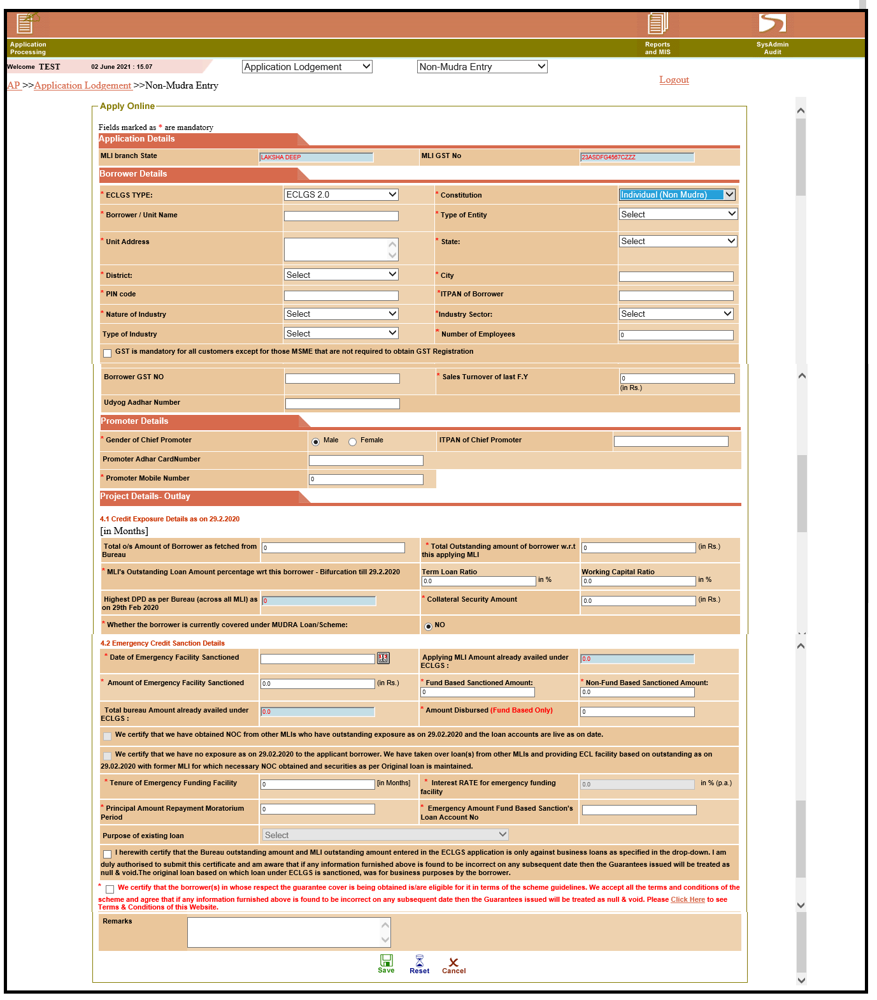 Application
Processing
Reports
and MIS
SysAdmin
Audit
Welcome TEST 02 June 2021 : 15.07
Application Lodgement Non-Mudra Entry
Logout
AP >>Application Lodgement >>Non-Mudra Entry
Apply Online
Fields marked as * are mandatory
Application Details
MLI branch State LAKSHA DEEP MLI GST No 23ASDFG4567CZZZ
Borrower Details
* ECLGS TYPE: ECLGS 2.0 * Constitution Individual (Non Mudra)
* Borrower / Unit Name * Type of Entity Select
* Unit Address * State: Select
* District: Select * City
* PIN code *ITPAN of Borrower
* Nature of Industry Select *Industry Sector: Select
Type of Industry Select * Number of Employees 0
GST is mandatory for all customers except for those MSME that are not required to obtain GST Registration
Borrower GST NO * Sales Turnover of last F.Y 0
(in Rs.)
Udyog Aadhar Number
Promoter Details
* Gender of Chief Promoter Male Female ITPAN of Chief Promoter
Promoter Adhar CardNumber
* Promoter Mobile Number 0
Project Details- Outlay
4.1 Credit Exposure Details as on 29.2.2020
[in Months]
Total o/s Amount of Borrower as fetched from
Bureau
0
* Total Outstanding amount of borrower w.r.t
this applying MLI
0 (in Rs.)
* MLI's Outstanding Loan Amount percentage wrt this borrower - Bifurcation till 29.2.2020
Term Loan Ratio
0.0 in %
Working Capital Ratio
0.0 in %
Highest DPD as per Bureau (across all MLI) as
on 29th Feb 2020
0
* Collateral Security Amount 0.0 (in Rs.)
* Whether the borrower is currently covered under MUDRA Loan/Scheme: NO
4.2 Emergency Credit Sanction Details
* Date of Emergency Facility Sanctioned
Applying MLI Amount already availed under
ECLGS :
0.0
* Amount of Emergency Facility Sanctioned 0.0 (in Rs.)
* Fund Based Sanctioned Amount:
0
* Non-Fund Based Sanctioned Amount:
0.0
Total bureau Amount already availed under
ECLGS :
0.0
* Amount Disbursed (Fund Based Only) 0
We certify that we have obtained NOC from other MLIs who have outstanding exposure as on 29.02.2020 and the loan accounts are live as on date.
We certify that we have no exposure as on 29.02.2020 to the applicant borrower. We have taken over loan(s) from other MLIs and providing ECL facility based on outstanding as on
29.02.2020 with former MLI for which necessary NOC obtained and securities as per Original loan is maintained.
* Tenure of Emergency Funding Facility 0 [in Months]
* Interest RATE for emergency funding
facility
0.0 in % (p.a.)
* Principal Amount Repayment Moratorium
Period
0
* Emergency Amount Fund Based Sanction's
Loan Account No
Purpose of existing loan Select
I herewith certify that the Bureau outstanding amount and MLI outstanding amount entered in the ECLGS application is only against business loans as specified in the drop-down. I am
duly authorised to submit this certificate and am aware that if any information furnished above is found to be incorrect on any subsequent date then the Guarantees issued will be treated as
null & void.The original loan based on which loan under ECLGS is sanctioned, was for business purposes by the borrower.
* We certify that the borrower(s) in whose respect the guarantee cover is being obtained is/are eligible for it in terms of the scheme guidelines. We accept all the terms and conditions of the
scheme and agree that if any information furnished above is found to be incorrect on any subsequent date then the Guarantees issued will be treated as null & void. Please Click Here to see
Terms & Conditions of this Website.
Remarks
Save Reset Cancel